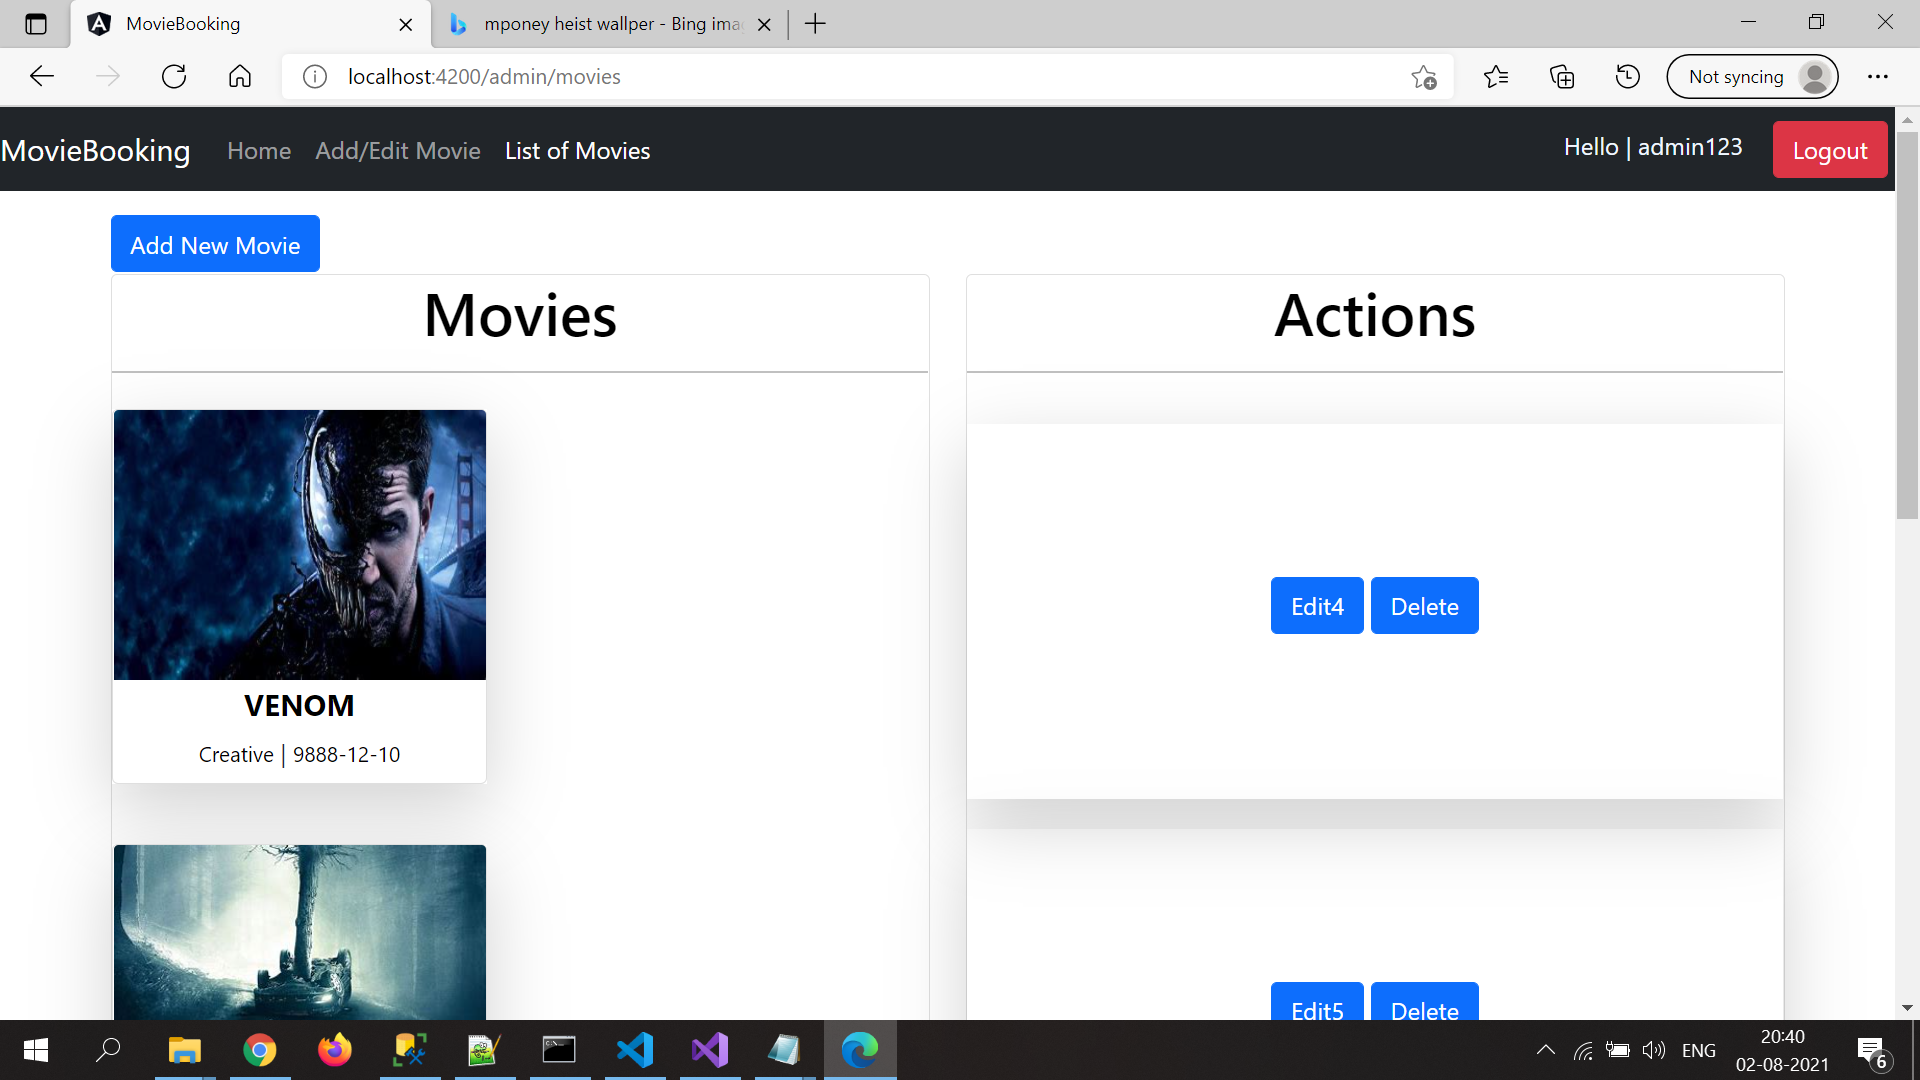 MovieBooking
mponey heist wallper - Bing ima
localhost:4200/admin/movies
Not syncing
MovieBooking
Home
Add/Edit Movie
List of Movies
Hello | admin123
Logout
Add New Movie
Movies
Actions
VENOM
Creative | 9888-12-10
Edit4
Delete
Edit5
Delete
ENG
20:40
02-08-2021
6